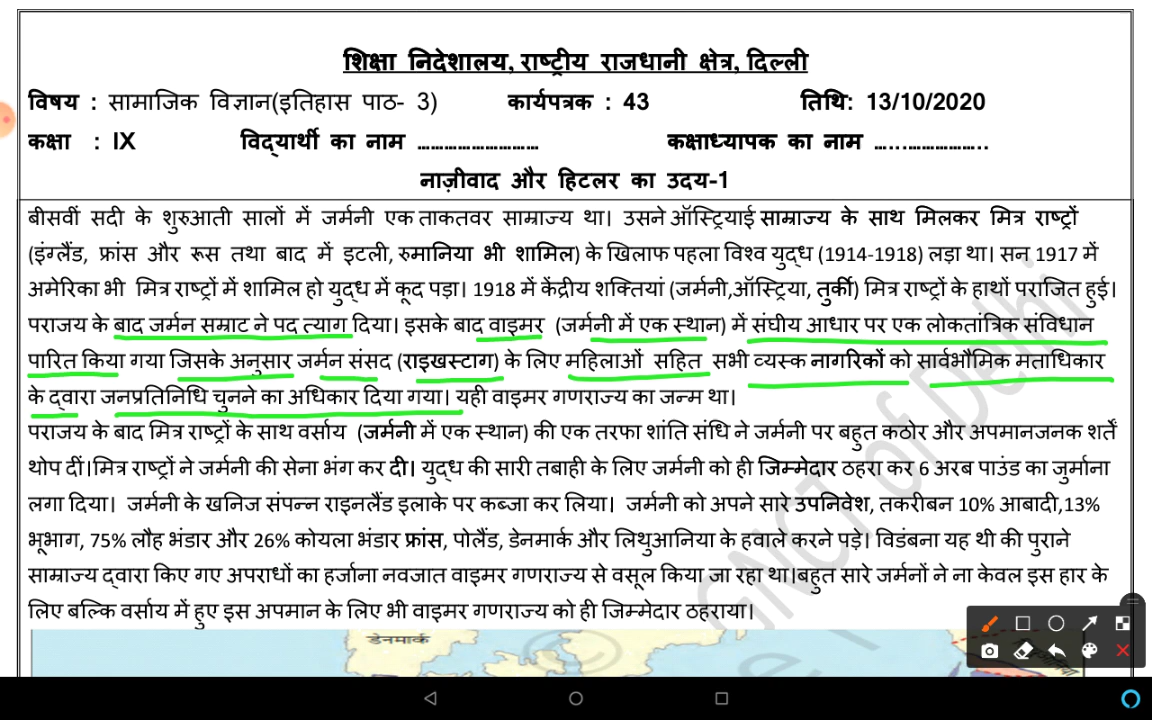 शिक्षा निदेशालय, राष्ट्रीय राजधानी क्षेत्र, दिल्ली
विषय : सामाजिक विज्ञान(इतिहास पाठ- 3) कार्यपत्रक : 43 तिथि: 13/10/2020
कक्षा : IX विद्यार्थी का नाम ........................... कक्षाध्यापक का नाम ........................
नाज़ीवाद और हिटलर का उदय-1
बीसवीं सदी के शुरुआती सालों में जर्मनी एक ताकतवर साम्राज्य था। उसने ऑस्ट्रियाई साम्राज्य के साथ मिलकर मित्र राष्ट्रों
(इंग्लैंड, फ्रांस और रूस तथा बाद में इटली, रुमानिया भी शामिल) के खिलाफ पहला विश्व युद्ध (1914-1918) लड़ा था। सन 1917 में
अमेरिका भी मित्र राष्ट्रों में शामिल हो युद्ध में कूद पड़ा। 1918 में केंद्रीय शक्तियां (जर्मनी,ऑस्ट्रिया, तुर्की) मित्र राष्ट्रों के हाथों पराजित हुई।
पराजय के बाद जर्मन सम्राट ने पद त्याग दिया। इसके बाद वाइमर (जर्मनी में एक स्थान) में संघीय आधार पर एक लोकतांत्रिक संविधान
पारित किया गया जिसके अनुसार जर्मन संसद (राइखस्टाग) के लिए महिलाओं सहित सभी व्यस्क नागरिकों को सार्वभौमिक मताधिकार
के द्वारा जनप्रतिनिधि चुनने का अधिकार दिया गया। यही वाइमर गणराज्य का जन्म था।
पराजय के बाद मित्र राष्ट्रों के साथ वर्साय (जर्मनी में एक स्थान) की एक तरफा शांति संधि ने जर्मनी पर बहुत कठोर और अपमानजनक शर्तें
थोप दीं।मित्र राष्ट्रों ने जर्मनी की सेना भंग कर दी। युद्ध की सारी तबाही के लिए जर्मनी को ही जिम्मेदार ठहरा कर 6 अरब पाउंड का जुर्माना
लगा दिया। जर्मनी के खनिज संपन्न राइनलैंड इलाके पर कब्जा कर लिया। जर्मनी को अपने सारे उपनिवेश, तकरीबन 10% आबादी,13%
भूभाग, 75% लौह भंडार और 26% कोयला भंडार फ्रांस, पोलैंड, डेनमार्क और लिथुआनिया के हवाले करने पड़े। विडंबना यह थी की पुराने
साम्राज्य द्वारा किए गए अपराधों का हर्जाना नवजात वाइमर गणराज्य से वसूल किया जा रहा था।बहुत सारे जर्मनों ने ना केवल इस हार के
लिए बल्कि वर्साय में हुए इस अपमान के लिए भी वाइमर गणराज्य को ही जिम्मेदार ठहराया।
डेनमार्क